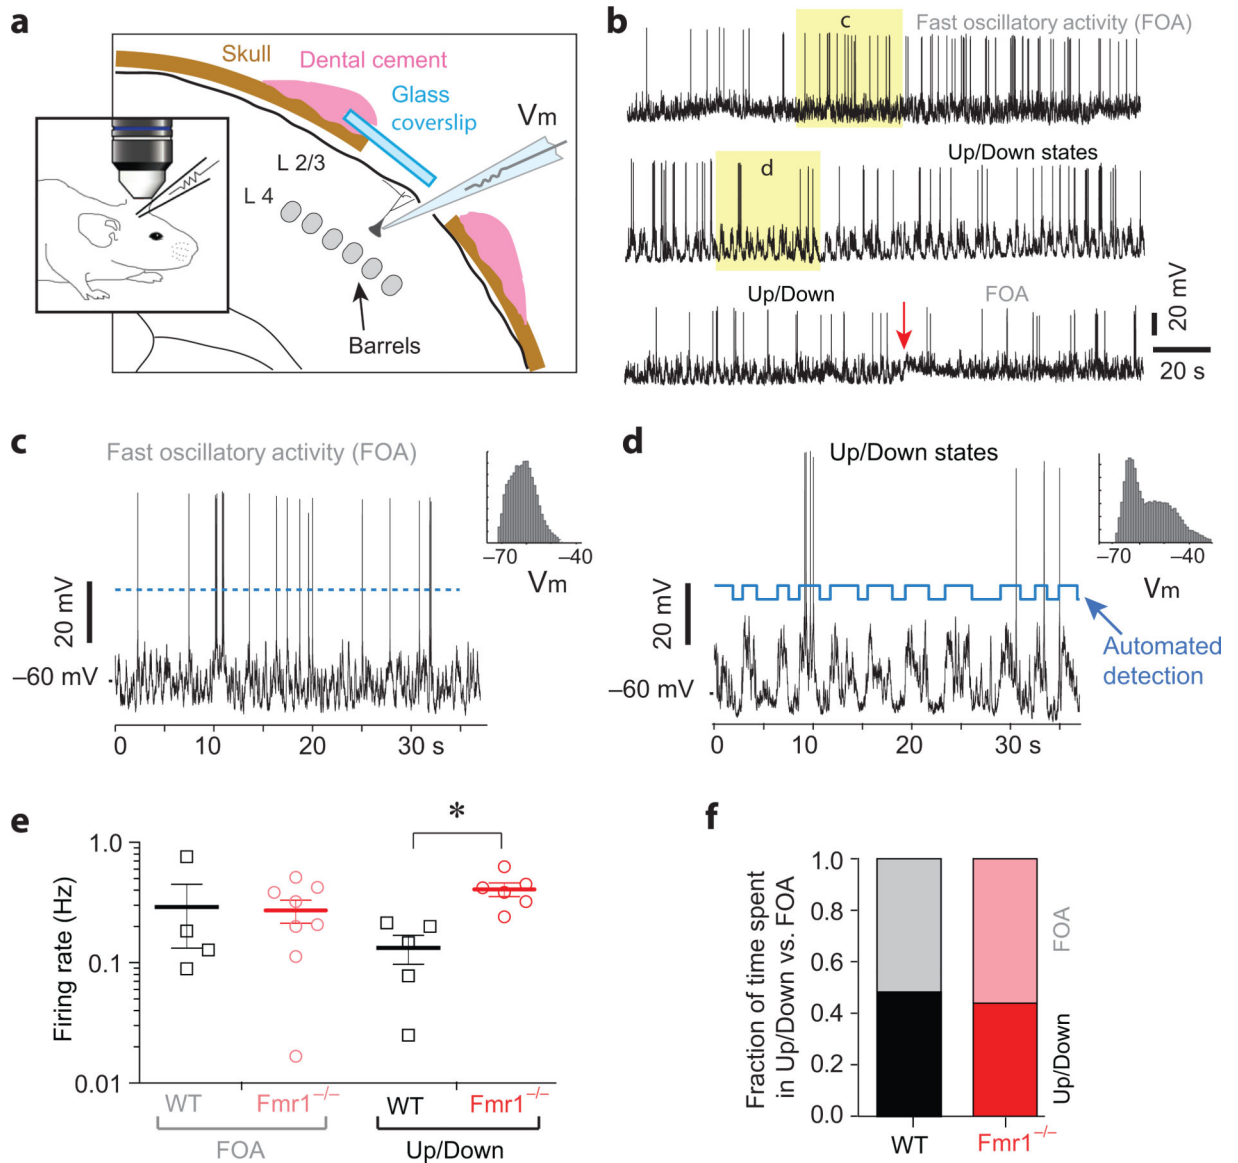 a
Skull
Dental cement
Glass
coverslip
Vm
L 2/3
L 4
Barrels
b
Fast oscillatory activity (FOA)
c
Up/Down states
d
Up/Down
FOA
20 mV
20 s
c
Fast oscillatory activity (FOA)
20 mV
–60 mV
0 10 20 30 s
–70 –40
Vm
d
Up/Down states
20 mV
–60 mV
0 10 20 30 s
–70 –40
Vm
Automated
detection
e
*
Firing rate (Hz)
1.0
0.1
0.01
WT Fmr1–/– WT Fmr1–/–
FOA Up/Down
f
Fraction of time spent
in Up/Down vs. FOA
1.0
0.8
0.6
0.4
0.2
0.0
FOA
Up/Down
WT Fmr1–/–